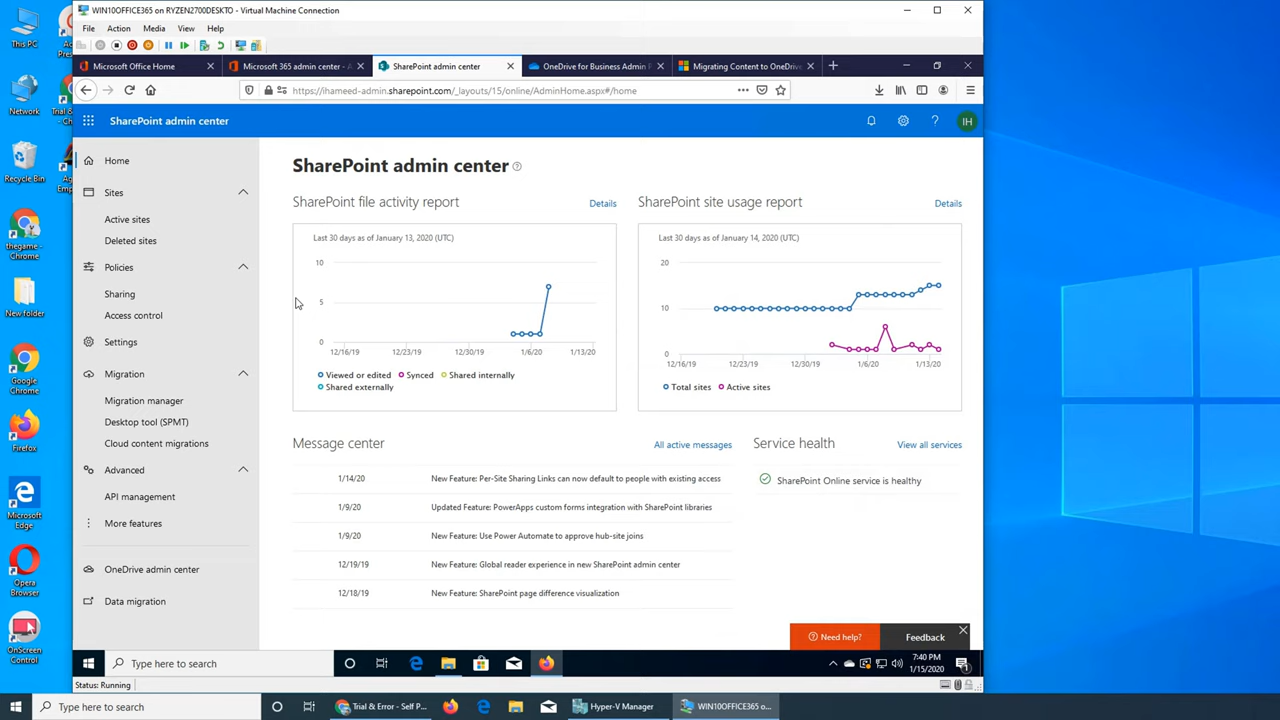 WIN10OFFICE365 on RYZEN2700DESKTO - Virtual Machine Connection
File Action Media View Help
Microsoft Office Home
Microsoft 365 admin center - A
SharePoint admin center
OneDrive for Business Admin
Migrating Content to OneDrive
https://ihameed-admin.sharepoint.com/_layouts/15/online/AdminHome.aspx#/home
SharePoint admin center
IH
Home
Sites
Active sites
Deleted sites
Policies
Sharing
Access control
Settings
Migration
Migration manager
Desktop tool (SPMT)
Cloud content migrations
Advanced
API management
More features
OneDrive admin center
Data migration
SharePoint admin center
SharePoint file activity report
Details
Last 30 days as of January 13, 2020 (UTC)
10
5
0
12/16/19 12/23/19 12/30/19 1/6/20 1/13/20
Viewed or edited Synced Shared internally
Shared externally
SharePoint site usage report
Details
Last 30 days as of January 14, 2020 (UTC)
20
10
0
12/16/19 12/23/19 12/30/19 1/6/20 1/13/20
Total sites Active sites
Message center
All active messages
1/14/20 New Feature: Per-Site Sharing Links can now default to people with existing access
1/9/20 Updated Feature: PowerApps custom forms integration with SharePoint libraries
1/9/20 New Feature: Use Power Automate to approve hub-site joins
12/19/19 New Feature: Global reader experience in new SharePoint admin center
12/18/19 New Feature: SharePoint page difference visualization
Service health
View all services
SharePoint Online service is healthy
Need help?
Feedback
Type here to search
7:40 PM
1/15/2020
Status: Running
This PC
Network
Recycle Bin
thegame -
Chrome
New folder
Google
Chrome
Firefox
Microsoft
Edge
Opera
Browser
OnScreen
Control
Type here to search
Trial & Error - Self P...
Hyper-V Manager
WIN10OFFICE365 o...